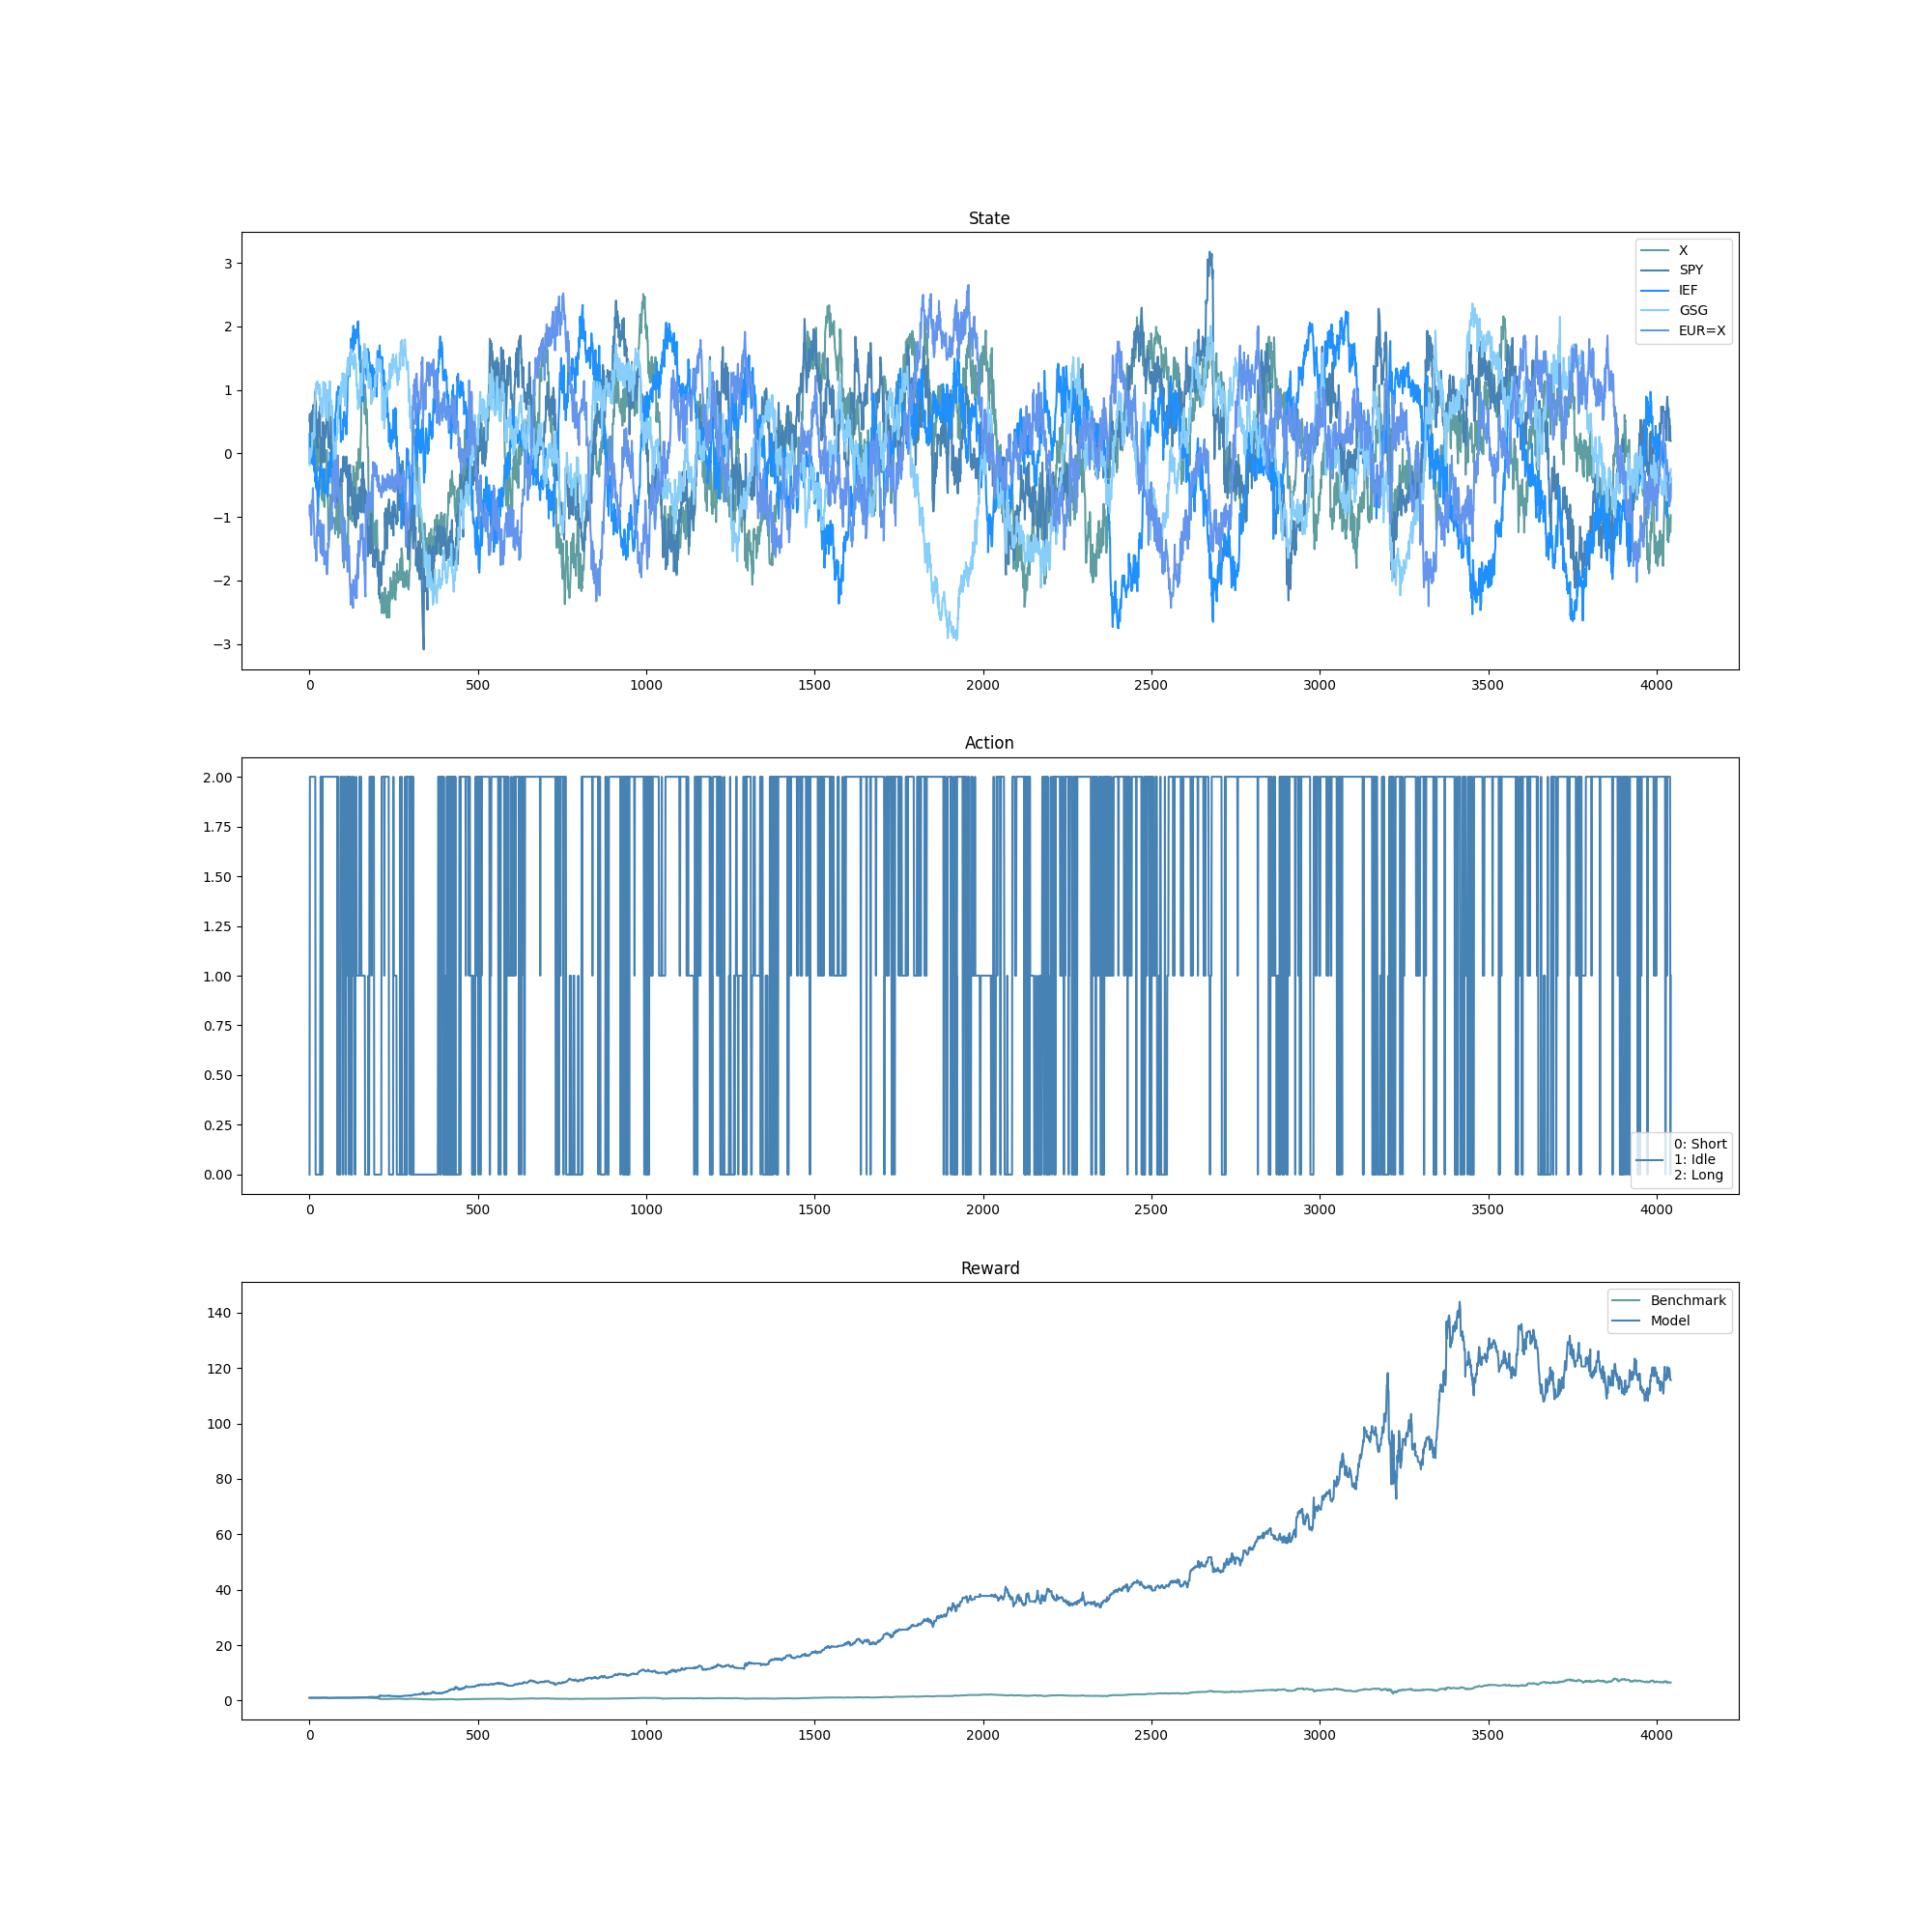 State
3
2
1
0
−1
−2
−3
X
SPY
IEF
GSG
EUR=X
0 500 1000 1500 2000 2500 3000 3500 4000
Action
2.00
1.75
1.50
1.25
1.00
0.75
0.50
0.25
0.00
0: Short
1: Idle
2: Long
0 500 1000 1500 2000 2500 3000 3500 4000
Reward
140
120
100
80
60
40
20
0
Benchmark
Model
0 500 1000 1500 2000 2500 3000 3500 4000